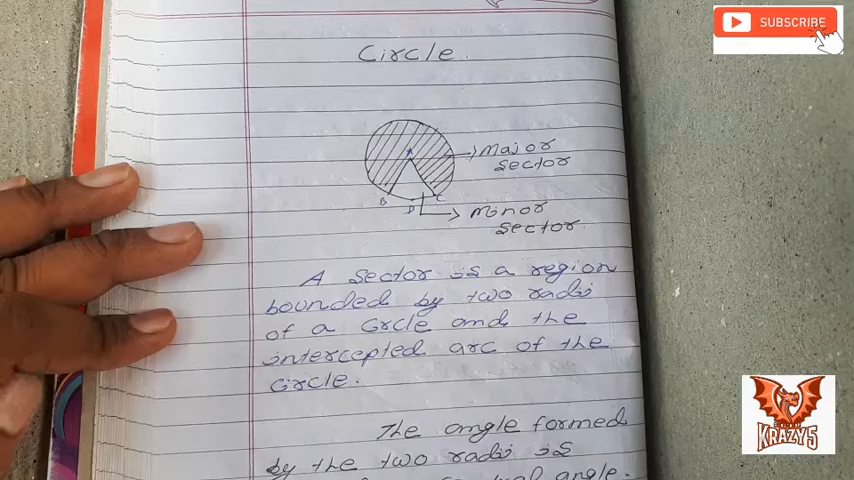 SUBSCRIBE
Circle.
A
Major
Sector
B
C
D
Minor
Sector.
A Sector is a region
bounded by two radii
of a Circle and the
intercepted arc of the
Circle.
The angle formed
by the two radii is
angle.
KRAZY5